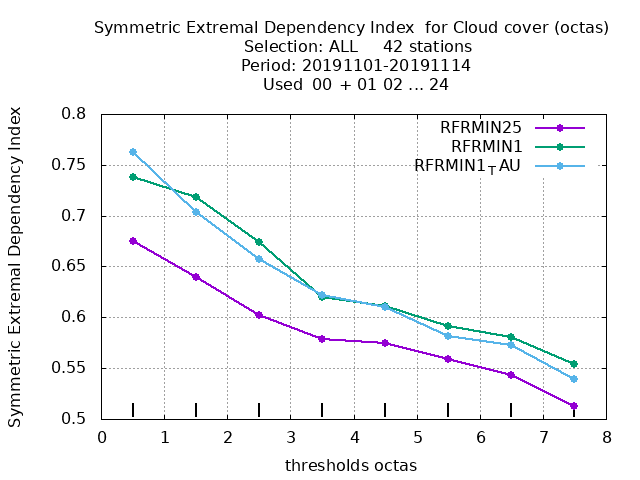 Symmetric Extremal Dependency Index  for Cloud cover (octas)
Selection: ALL     42 stations
Period: 20191101-20191114
Used  00  + 01 02 ... 24
Symmetric Extremal Dependency Index
0.8
0.75
0.7
0.65
0.6
0.55
0.5
RFRMIN25
RFRMIN1
RFRMIN1TAU
0 1 2 3 4 5 6 7 8
thresholds octas